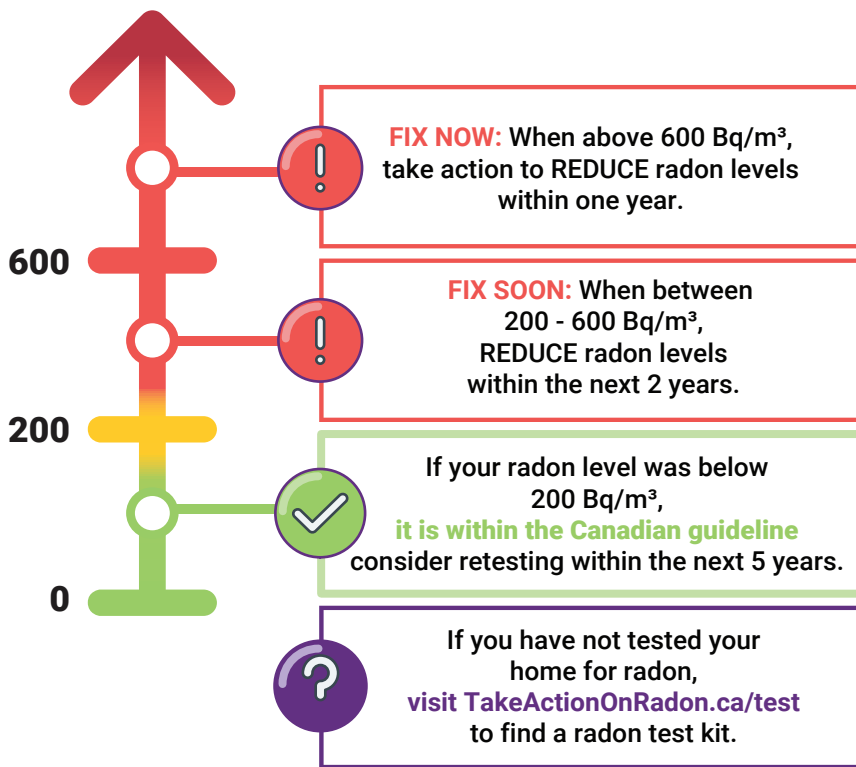 FIX NOW: When above 600 Bq/m³,
take action to REDUCE radon levels
within one year.
600
FIX SOON: When between
200 - 600 Bq/m³,
REDUCE radon levels
within the next 2 years.
200
If your radon level was below
200 Bq/m³,
it is within the Canadian guideline
consider retesting within the next 5 years.
0
If you have not tested your
home for radon,
visit TakeActionOnRadon.ca/test
to find a radon test kit.